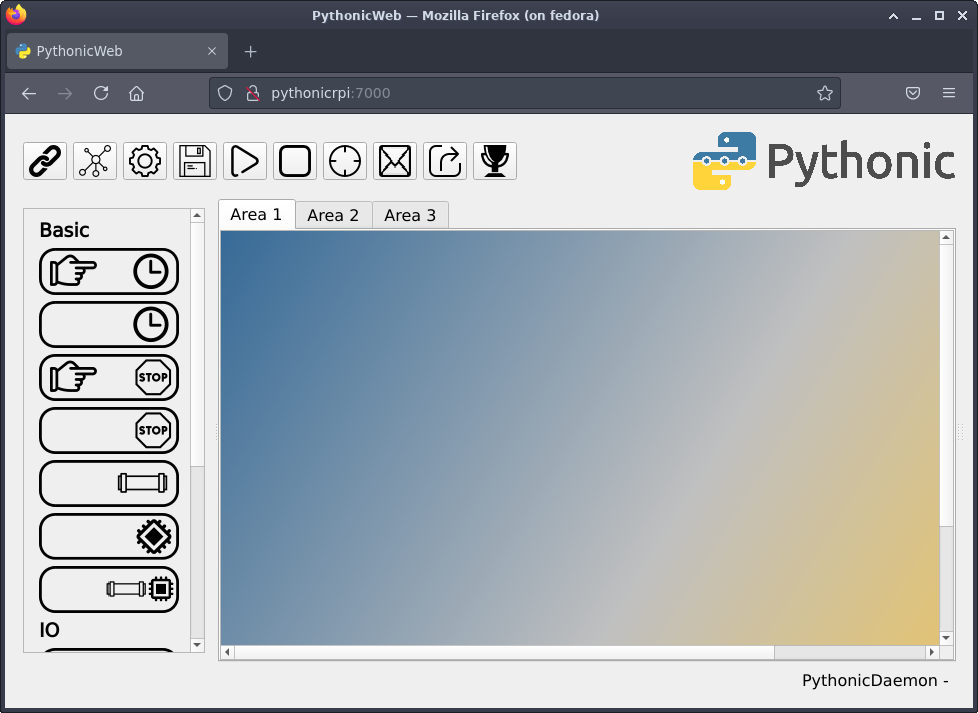 PythonicWeb — Mozilla Firefox (on fedora)
PythonicWeb
pythonicrpi:7000
Pythonic
Area 1 Area 2 Area 3
Basic
STOP
STOP
IO
PythonicDaemon -